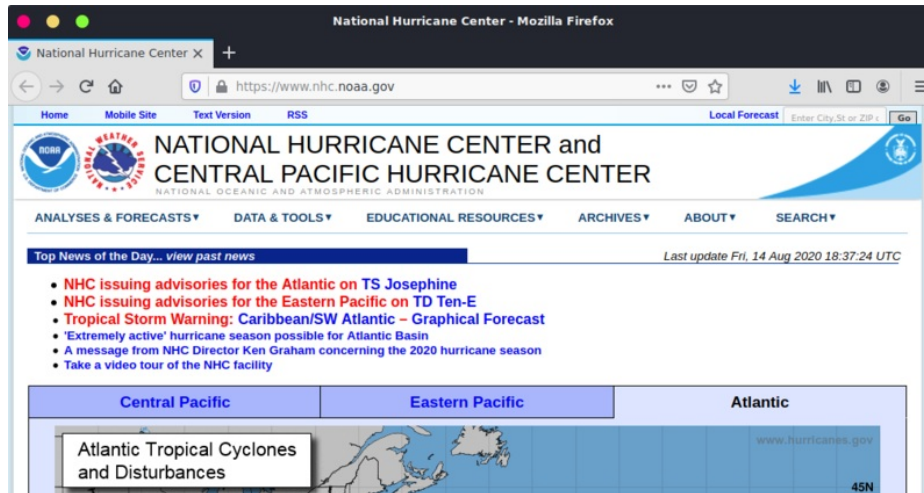 National Hurricane Center - Mozilla Firefox
National Hurricane Center
https://www.nhc.noaa.gov
Home Mobile Site Text Version RSS Local Forecast Enter City,St or ZIP c Go
NOAA
NATIONAL HURRICANE CENTER and
CENTRAL PACIFIC HURRICANE CENTER
NATIONAL OCEANIC AND ATMOSPHERIC ADMINISTRATION
ANALYSES & FORECASTS▾ DATA & TOOLS▾ EDUCATIONAL RESOURCES▾ ARCHIVES▾ ABOUT▾ SEARCH▾
Top News of the Day... view past news Last update Fri, 14 Aug 2020 18:37:24 UTC
• NHC issuing advisories for the Atlantic on TS Josephine
• NHC issuing advisories for the Eastern Pacific on TD Ten-E
• Tropical Storm Warning: Caribbean/SW Atlantic – Graphical Forecast
• 'Extremely active' hurricane season possible for Atlantic Basin
• A message from NHC Director Ken Graham concerning the 2020 hurricane season
• Take a video tour of the NHC facility
Central Pacific Eastern Pacific Atlantic
Atlantic Tropical Cyclones
and Disturbances
www.hurricanes.gov
45N